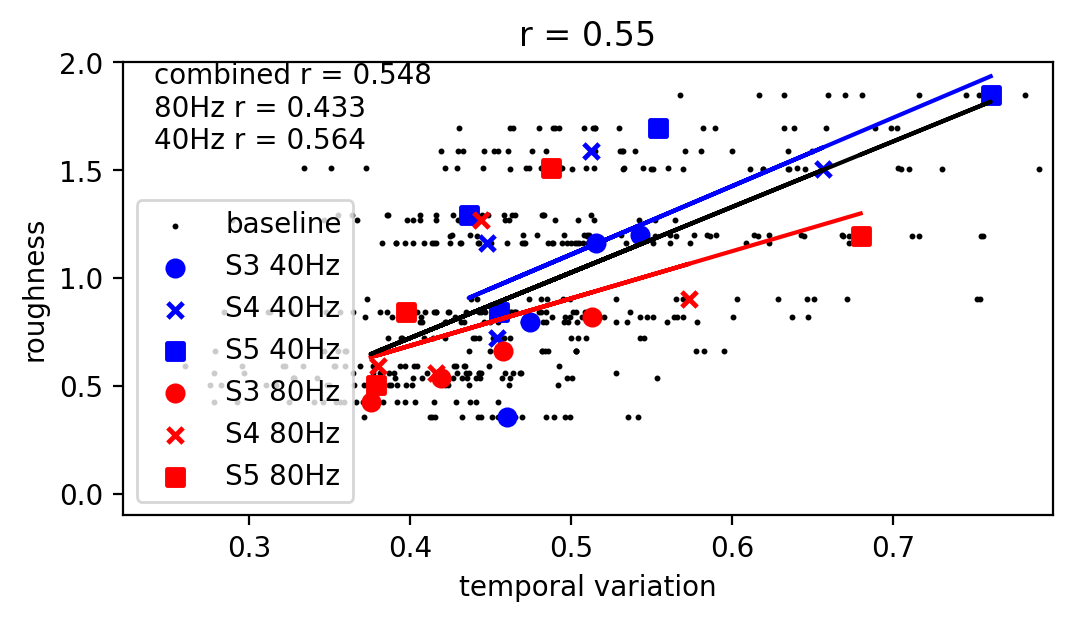 r = 0.55
combined r = 0.548
80Hz r = 0.433
40Hz r = 0.564
baseline
S3 40Hz
S4 40Hz
S5 40Hz
S3 80Hz
S4 80Hz
S5 80Hz
2.0
1.5
1.0
0.5
0.0
roughness
0.3 0.4 0.5 0.6 0.7
temporal variation